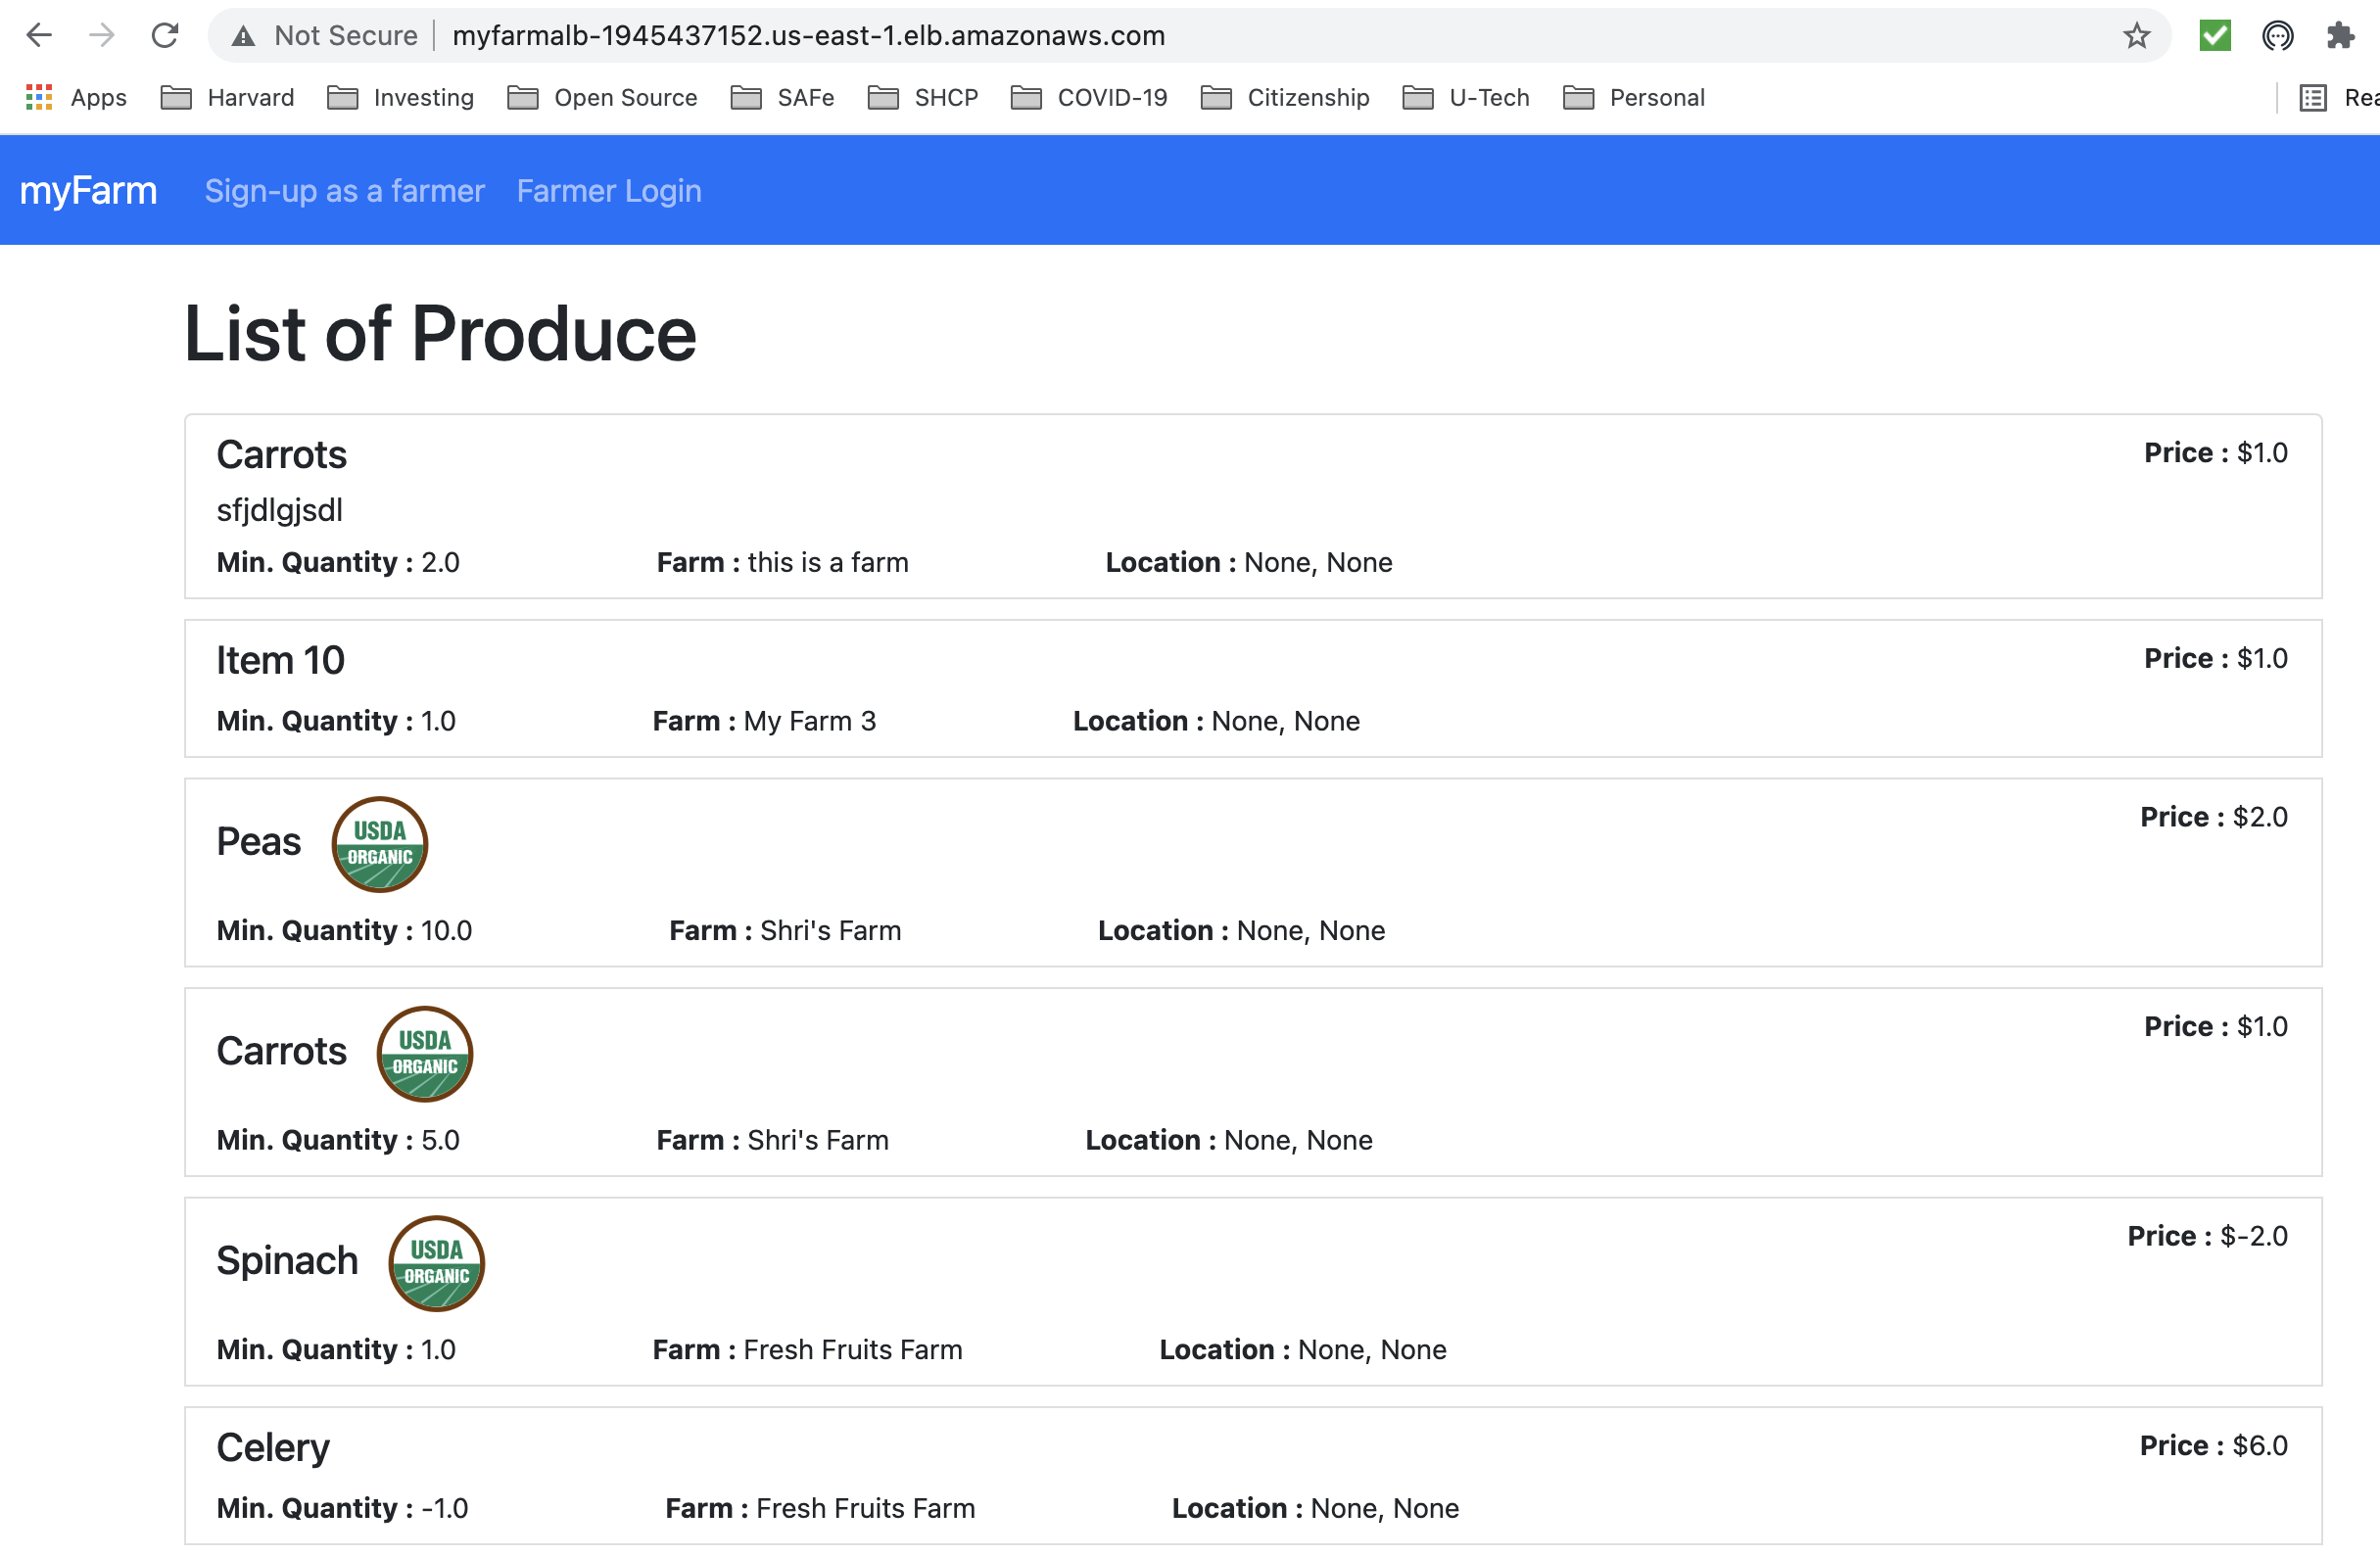 Not Secure myfarmalb-1945437152.us-east-1.elb.amazonaws.com
Apps Harvard Investing Open Source SAFe SHCP COVID-19 Citizenship U-Tech Personal Rea
myFarm Sign-up as a farmer Farmer Login
List of Produce
Carrots Price : $1.0
sfjdlgjsdl
Min. Quantity : 2.0 Farm : this is a farm Location : None, None
Item 10 Price : $1.0
Min. Quantity : 1.0 Farm : My Farm 3 Location : None, None
Price : $2.0
Peas USDA ORGANIC
Min. Quantity : 10.0 Farm : Shri's Farm Location : None, None
Price : $1.0
Carrots USDA ORGANIC
Min. Quantity : 5.0 Farm : Shri's Farm Location : None, None
Price : $-2.0
Spinach USDA ORGANIC
Min. Quantity : 1.0 Farm : Fresh Fruits Farm Location : None, None
Celery Price : $6.0
Min. Quantity : -1.0 Farm : Fresh Fruits Farm Location : None, None